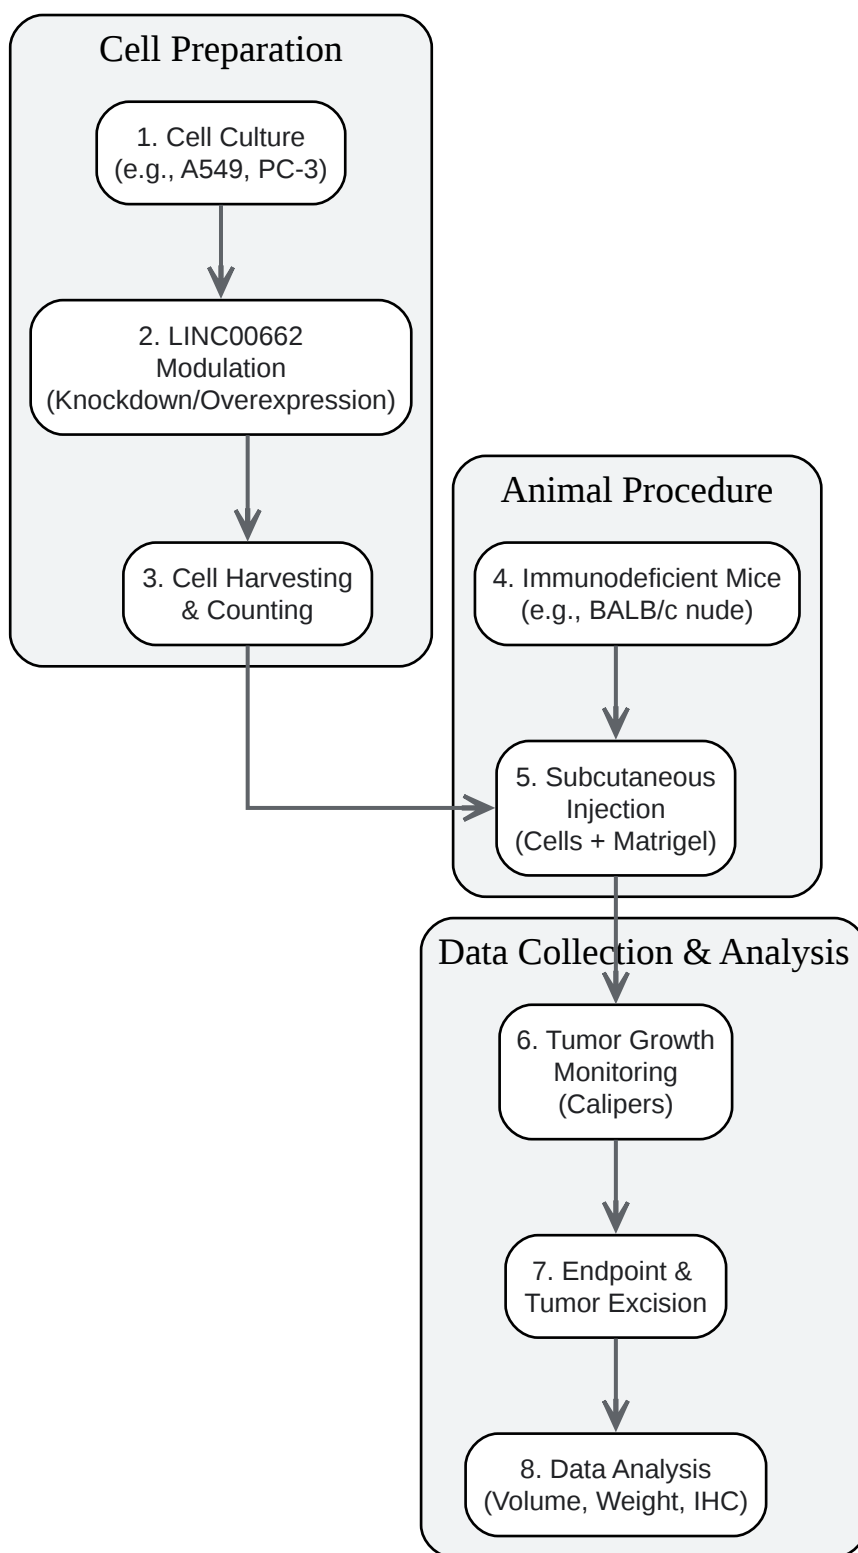 Cell Preparation
1. Cell Culture
(e.g., A549, PC-3)
2. LINC00662
Modulation
(Knockdown/Overexpression)
3. Cell Harvesting
& Counting
Animal Procedure
4. Immunodeficient Mice
(e.g., BALB/c nude)
5. Subcutaneous
Injection
(Cells + Matrigel)
Data Collection & Analysis
6. Tumor Growth
Monitoring
(Calipers)
7. Endpoint &
Tumor Excision
8. Data Analysis
(Volume, Weight, IHC)